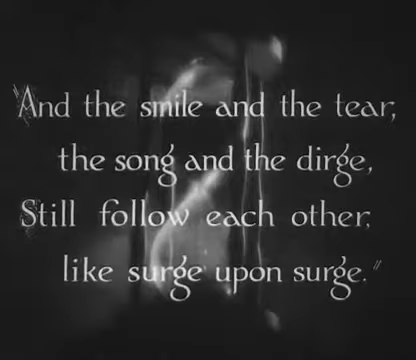 "And the smile and the tear,
the song and the dirge,
Still follow each other,
like surge upon surge."